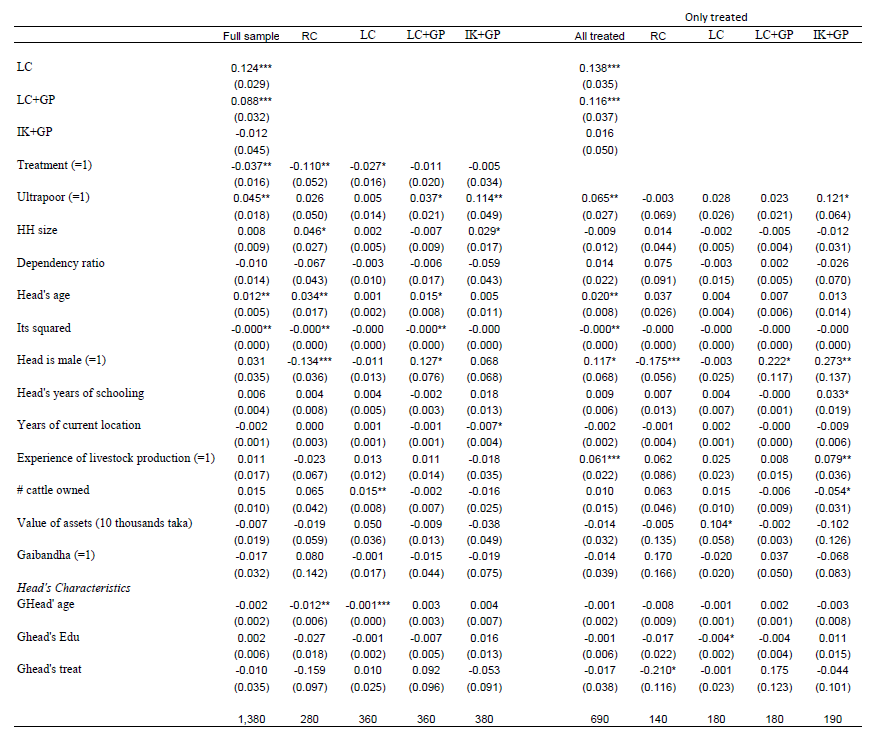 Only treated
Full sample RC LC LC+GP IK+GP All treated RC LC LC+GP IK+GP
LC 0.124*** 0.138***
(0.029) (0.035)
LC+GP 0.088*** 0.116***
(0.032) (0.037)
IK+GP -0.012 0.016
(0.045) (0.050)
Treatment (=1) -0.037** -0.110** -0.027* -0.011 -0.005
(0.016) (0.052) (0.016) (0.020) (0.034)
Ultrapoor (=1) 0.045** 0.026 0.005 0.037* 0.114** 0.065** -0.003 0.028 0.023 0.121*
(0.018) (0.050) (0.014) (0.021) (0.049) (0.027) (0.069) (0.026) (0.021) (0.064)
HH size 0.008 0.046* 0.002 -0.007 0.029* -0.009 0.014 -0.002 -0.005 -0.012
(0.009) (0.027) (0.005) (0.009) (0.017) (0.012) (0.044) (0.005) (0.004) (0.031)
Dependency ratio -0.010 -0.067 -0.003 -0.006 -0.059 0.014 0.075 -0.003 0.002 -0.026
(0.014) (0.043) (0.010) (0.017) (0.043) (0.022) (0.091) (0.015) (0.005) (0.070)
Head's age 0.012** 0.034** 0.001 0.015* 0.005 0.020** 0.037 0.004 0.007 0.013
(0.005) (0.017) (0.002) (0.008) (0.011) (0.008) (0.026) (0.004) (0.006) (0.014)
Its squared -0.000** -0.000** -0.000 -0.000** -0.000 -0.000** -0.000 -0.000 -0.000 -0.000
(0.000) (0.000) (0.000) (0.000) (0.000) (0.000) (0.000) (0.000) (0.000) (0.000)
Head is male (=1) 0.031 -0.134*** -0.011 0.127* 0.068 0.117* -0.175*** -0.003 0.222* 0.273**
(0.035) (0.036) (0.013) (0.076) (0.068) (0.068) (0.056) (0.025) (0.117) (0.137)
Head's years of schooling 0.006 0.004 0.004 -0.002 0.018 0.009 0.007 0.004 -0.000 0.033*
(0.004) (0.008) (0.005) (0.003) (0.013) (0.006) (0.013) (0.007) (0.001) (0.019)
Years of current location -0.002 0.000 0.001 -0.001 -0.007* -0.002 -0.001 0.002 -0.000 -0.009
(0.001) (0.003) (0.001) (0.001) (0.004) (0.002) (0.004) (0.001) (0.000) (0.006)
Experience of livestock production (=1) 0.011 -0.023 0.013 0.011 -0.018 0.061*** 0.062 0.025 0.008 0.079**
(0.017) (0.067) (0.012) (0.014) (0.035) (0.022) (0.086) (0.023) (0.015) (0.036)
# cattle owned 0.015 0.065 0.015** -0.002 -0.016 0.010 0.063 0.015 -0.006 -0.054*
(0.010) (0.042) (0.008) (0.007) (0.025) (0.015) (0.046) (0.010) (0.009) (0.031)
Value of assets (10 thousands taka) -0.007 -0.019 0.050 -0.009 -0.038 -0.014 -0.005 0.104* -0.002 -0.102
(0.019) (0.059) (0.036) (0.013) (0.049) (0.032) (0.135) (0.058) (0.003) (0.126)
Gaibandha (=1) -0.017 0.080 -0.001 -0.015 -0.019 -0.014 0.170 -0.020 0.037 -0.068
(0.032) (0.142) (0.017) (0.044) (0.075) (0.039) (0.166) (0.020) (0.050) (0.083)
Head's Characteristics
GHead' age -0.002 -0.012** -0.001*** 0.003 0.004 -0.001 -0.008 -0.001 0.002 -0.003
(0.002) (0.006) (0.000) (0.003) (0.007) (0.002) (0.009) (0.001) (0.001) (0.008)
Ghead's Edu 0.002 -0.027 -0.001 -0.007 0.016 -0.001 -0.017 -0.004* -0.004 0.011
(0.006) (0.018) (0.002) (0.005) (0.013) (0.006) (0.022) (0.002) (0.004) (0.015)
Ghead's treat -0.010 -0.159 0.010 0.092 -0.053 -0.017 -0.210* -0.001 0.175 -0.044
(0.035) (0.097) (0.025) (0.096) (0.091) (0.038) (0.116) (0.023) (0.123) (0.101)
1,380 280 360 360 380 690 140 180 180 190